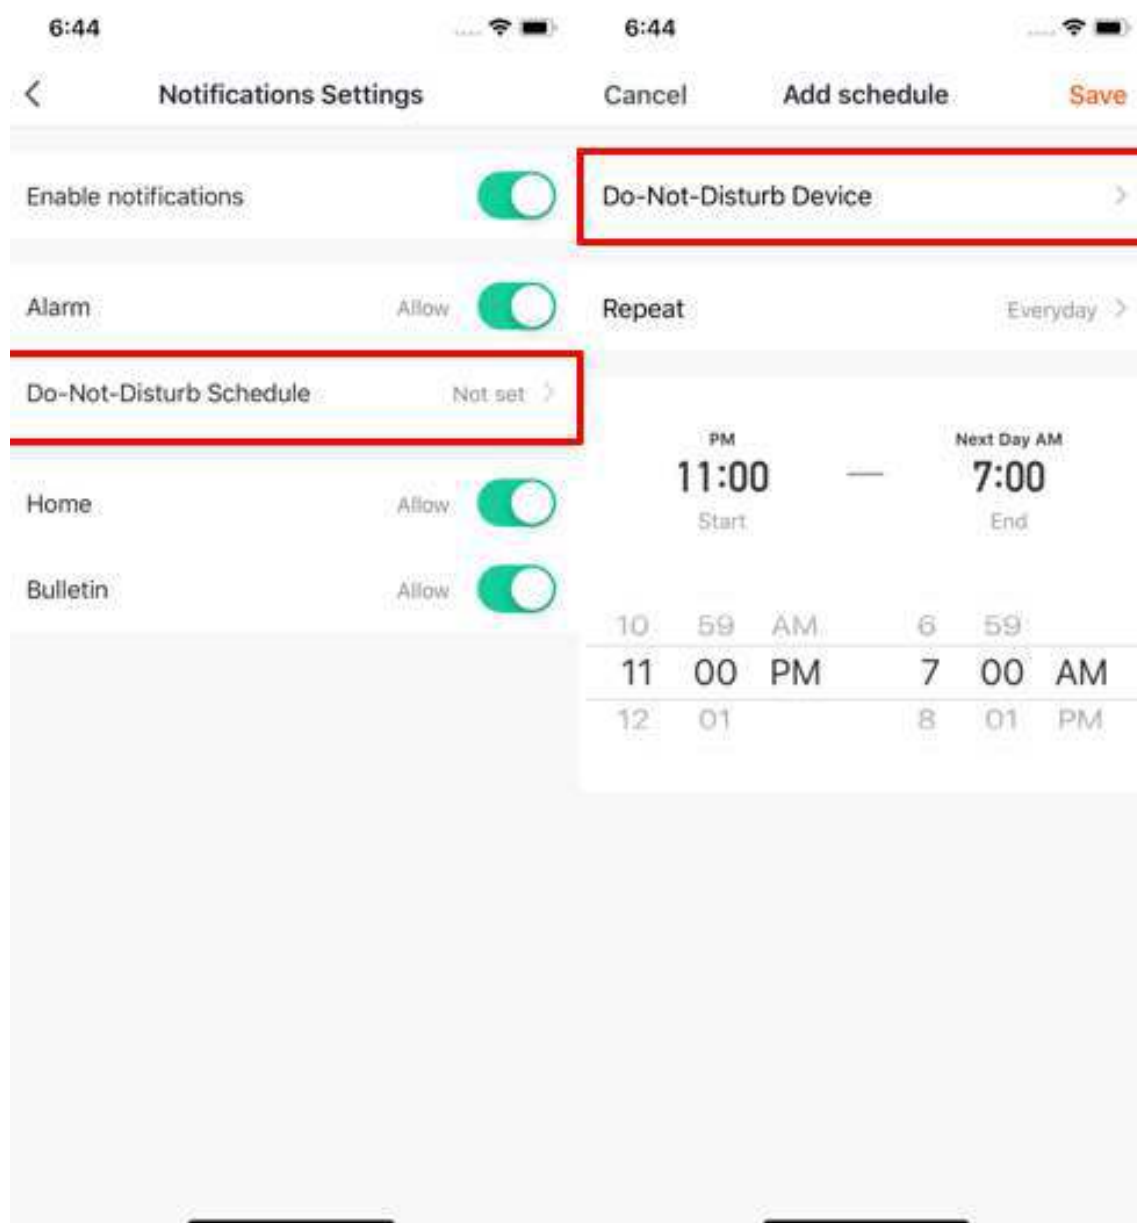 6:44
Notifications Settings
Enable notifications
Alarm Allow
Do-Not-Disturb Schedule Not set
Home Allow
Bulletin Allow
6:44
Cancel Add schedule Save
Do-Not-Disturb Device
Repeat Everyday
PM Next Day AM
11:00 — 7:00
Start End
10 59 AM 6 59
11 00 PM 7 00 AM
12 01 8 01 PM